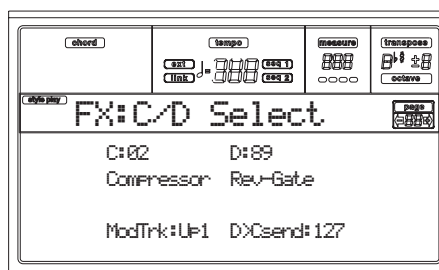 chord tempo measure transpose
ext seq 1
link seq 2
octave
style play page
FX:C/D Select
C:02 D:89
Compressor Rev-Gate
ModTrk:Up1 D>Csend:127